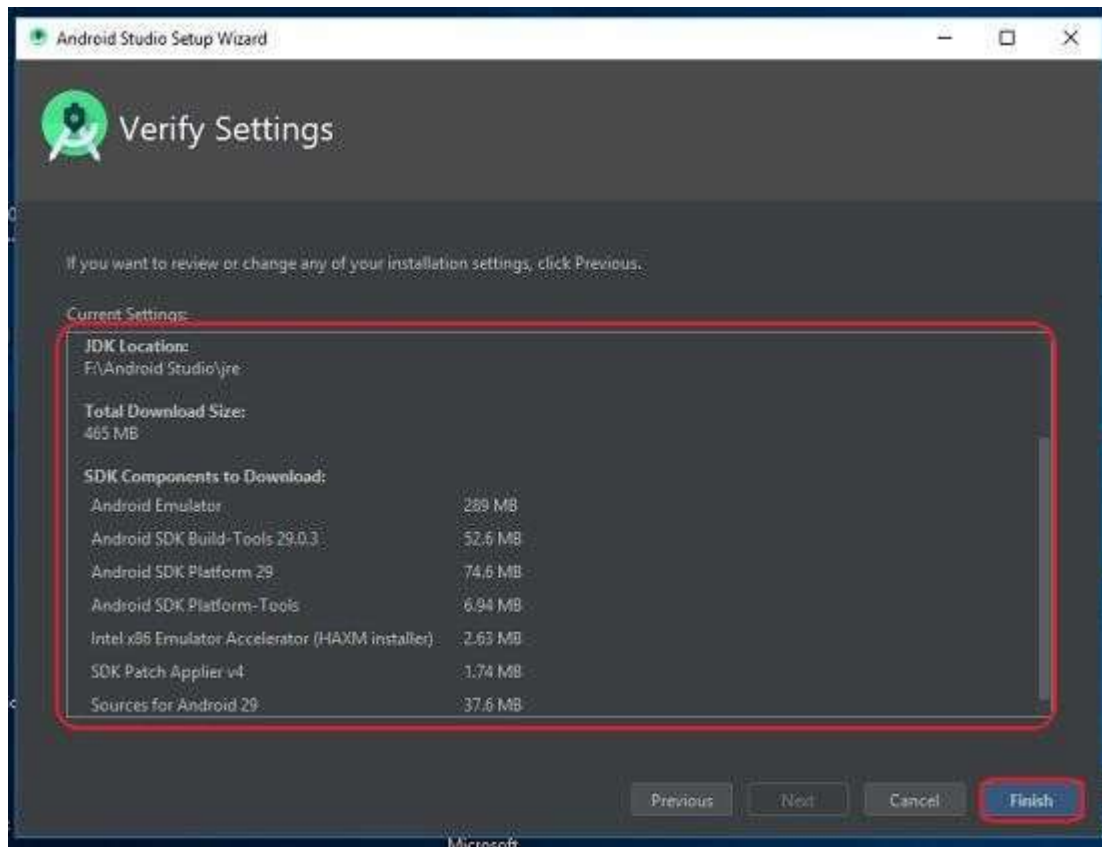 Android Studio Setup Wizard
Verify Settings
If you want to review or change any of your installation settings, click Previous.
Current Settings:
JDK Location:
F:\Android Studio\jre
Total Download Size:
465 MB
SDK Components to Download:
Android Emulator 289 MB
Android SDK Build-Tools 29.0.3 52.6 MB
Android SDK Platform 29 74.6 MB
Android SDK Platform-Tools 6.94 MB
Intel x86 Emulator Accelerator (HAXM installer) 2.63 MB
SDK Patch Applier v4 1.74 MB
Sources for Android 29 37.6 MB
Previous Next Cancel Finish
Microsoft